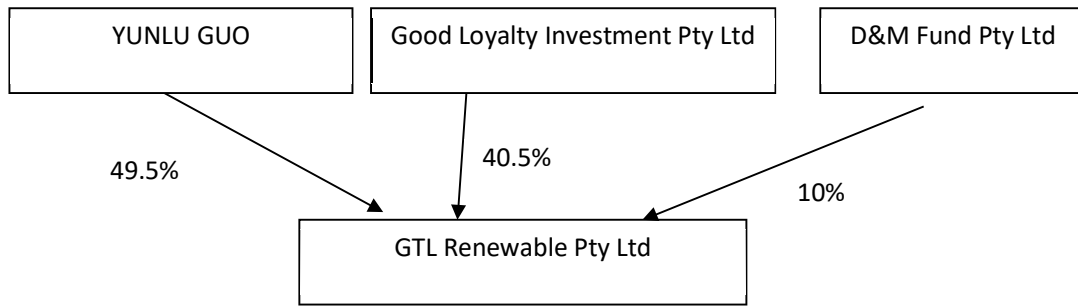 YUNLU GUO
Good Loyalty Investment Pty Ltd
D&M Fund Pty Ltd
49.5%
40.5%
10%
GTL Renewable Pty Ltd